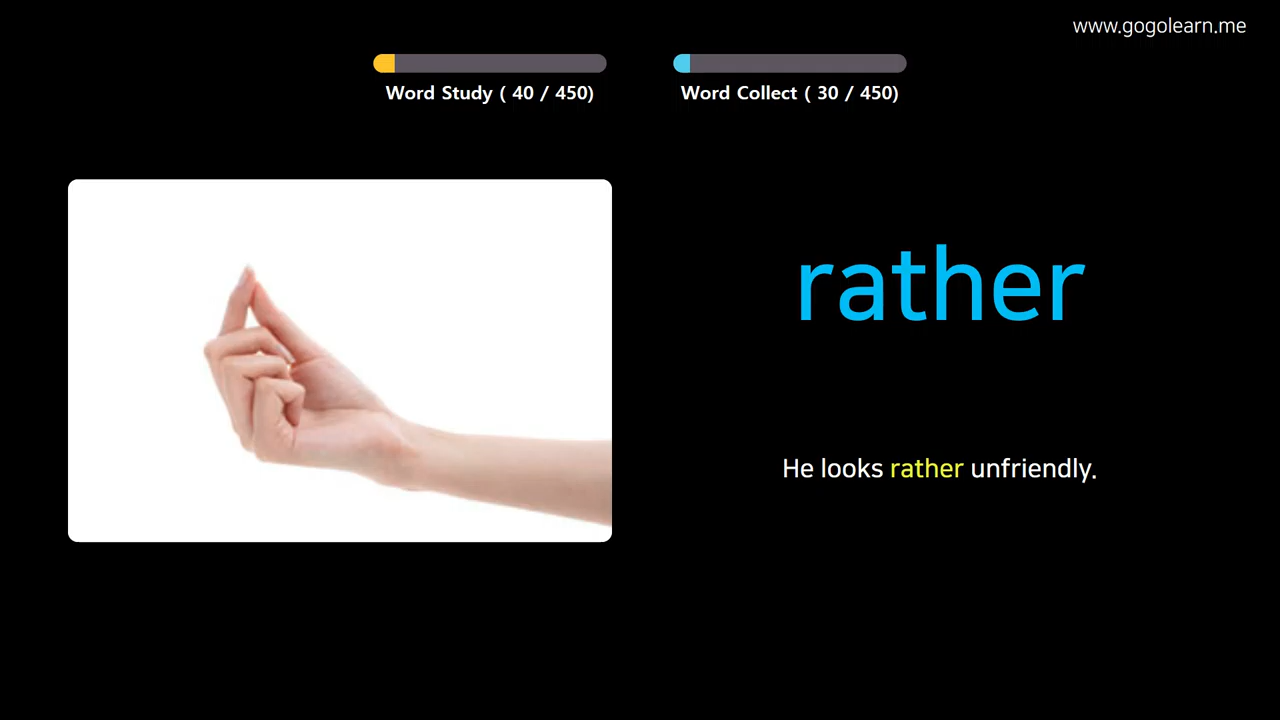 www.gogolearn.me
Word Study ( 40 / 450)
Word Collect ( 30 / 450)
rather
He looks rather unfriendly.